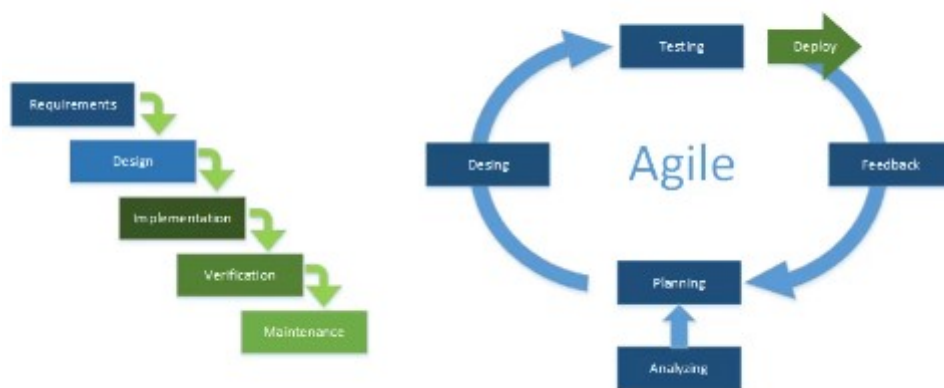 Requirements
Design
Implementation
Verification
Maintenance
Testing
Deploy
Desing
Agile
Feedback
Planning
Analyzing